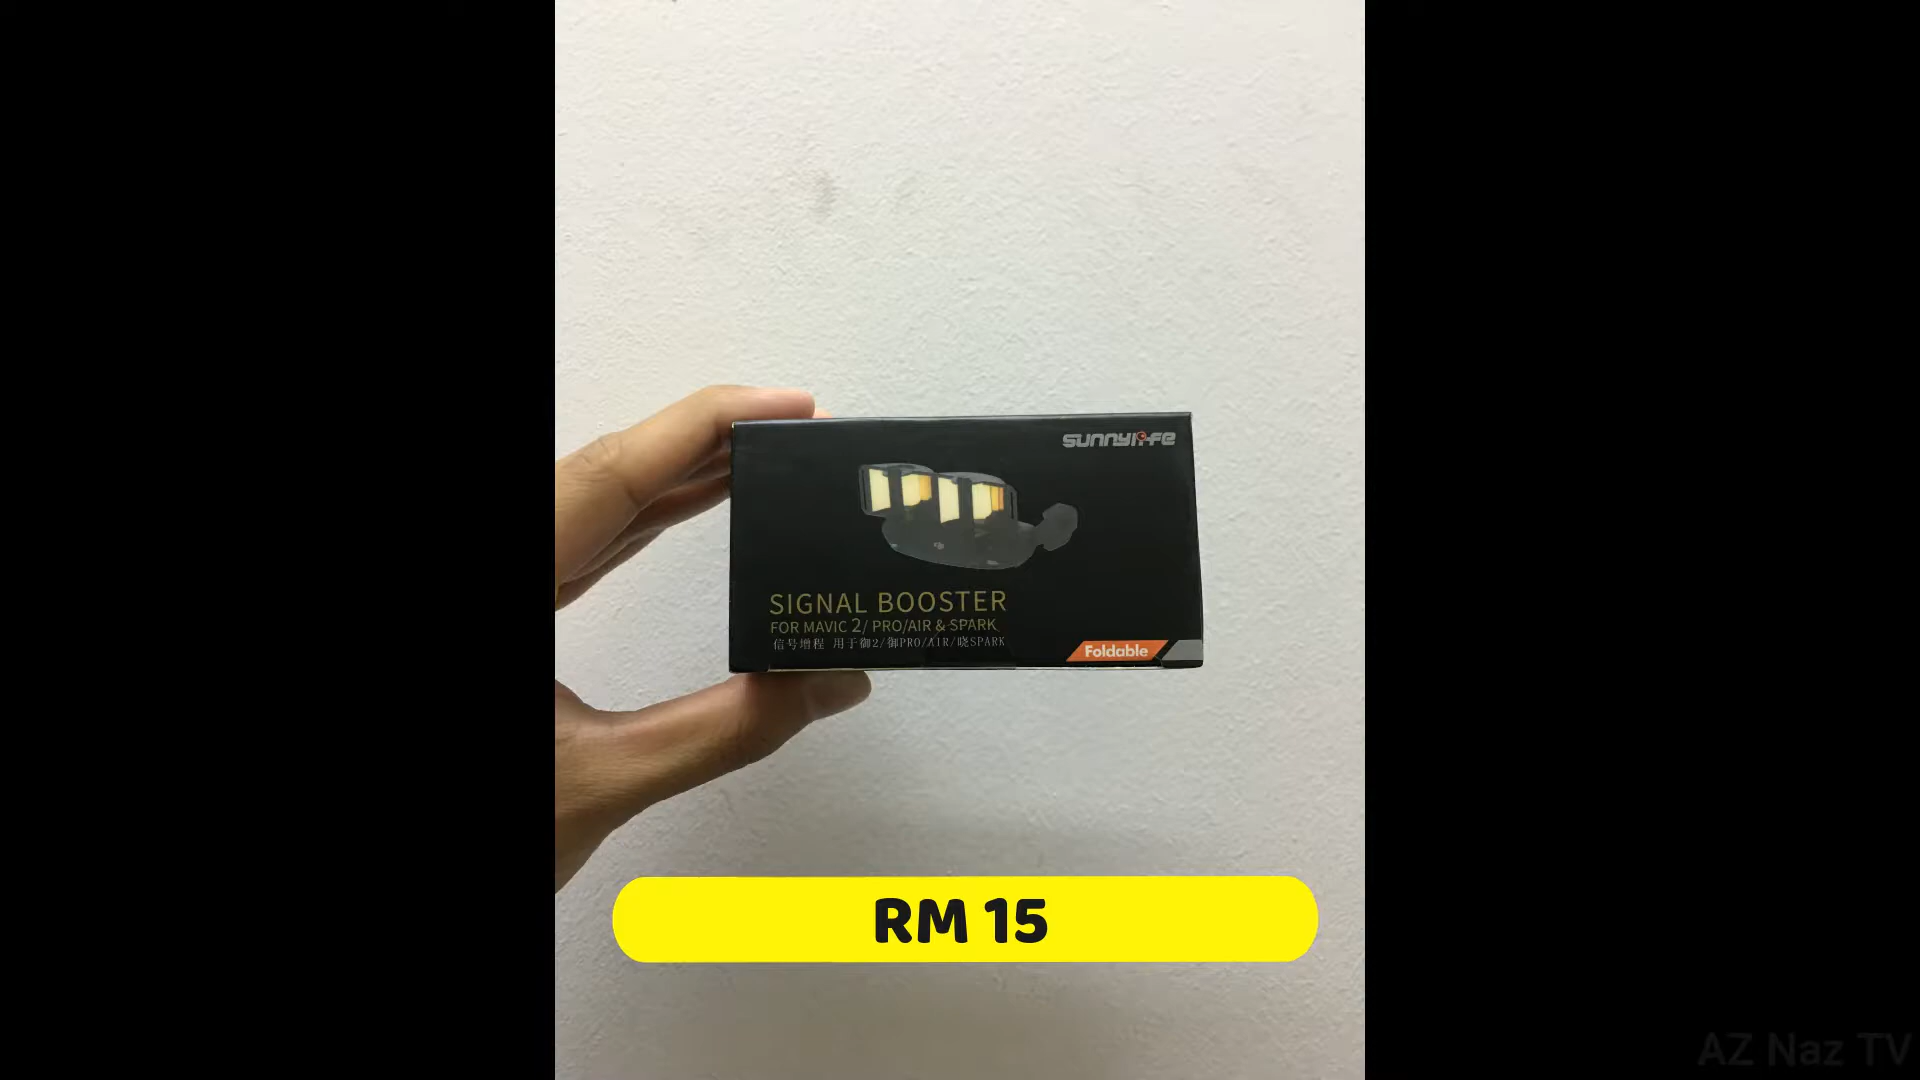 sunnylife
SIGNAL BOOSTER
FOR MAVIC 2/ PRO/AIR & SPARK
信号增程 用于御2/御PRO/AIR/晓SPARK
Foldable
RM 15
AZ Naz TV